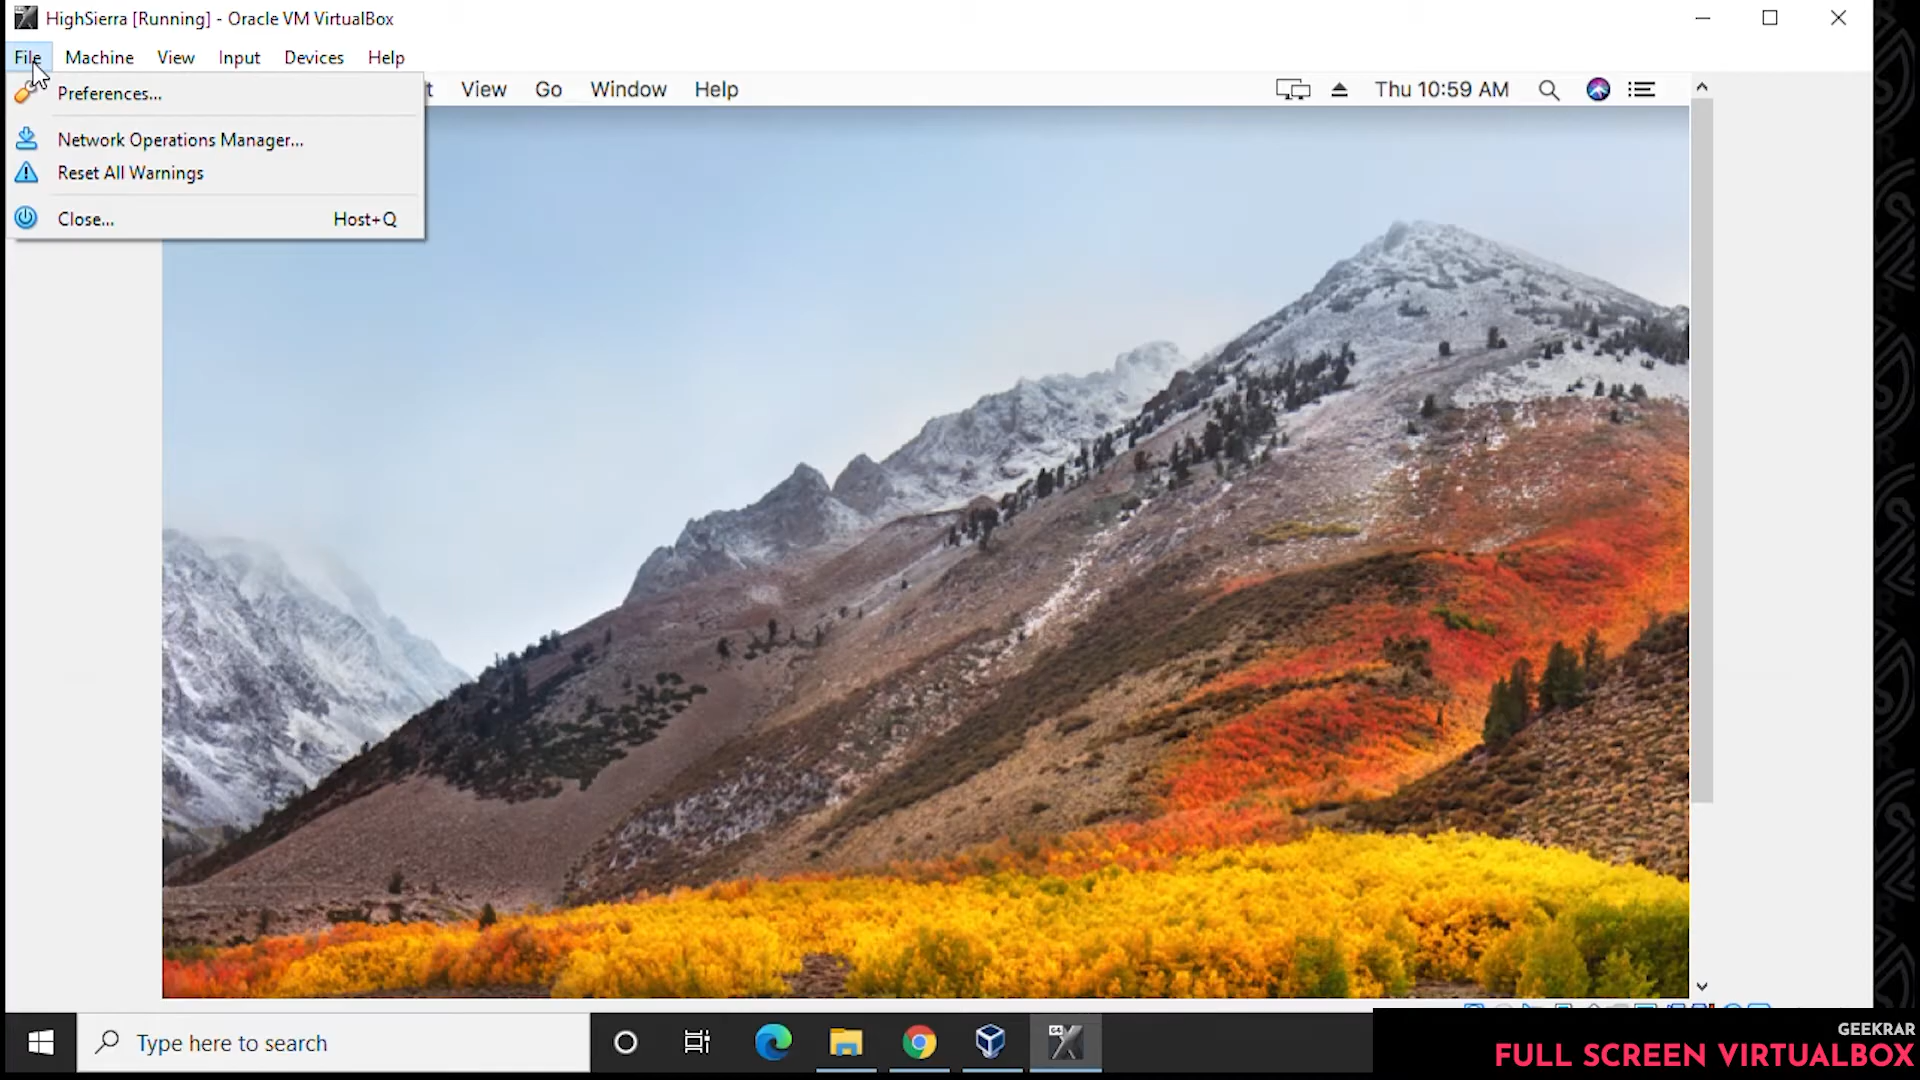 HighSierra [Running] - Oracle VM VirtualBox
File Machine View Input Devices Help
Preferences...
Network Operations Manager...
Reset All Warnings
Close... Host+Q
t View Go Window Help
Thu 10:59 AM
64
Type here to search
GEEKRAR
FULL SCREEN VIRTUALBOX